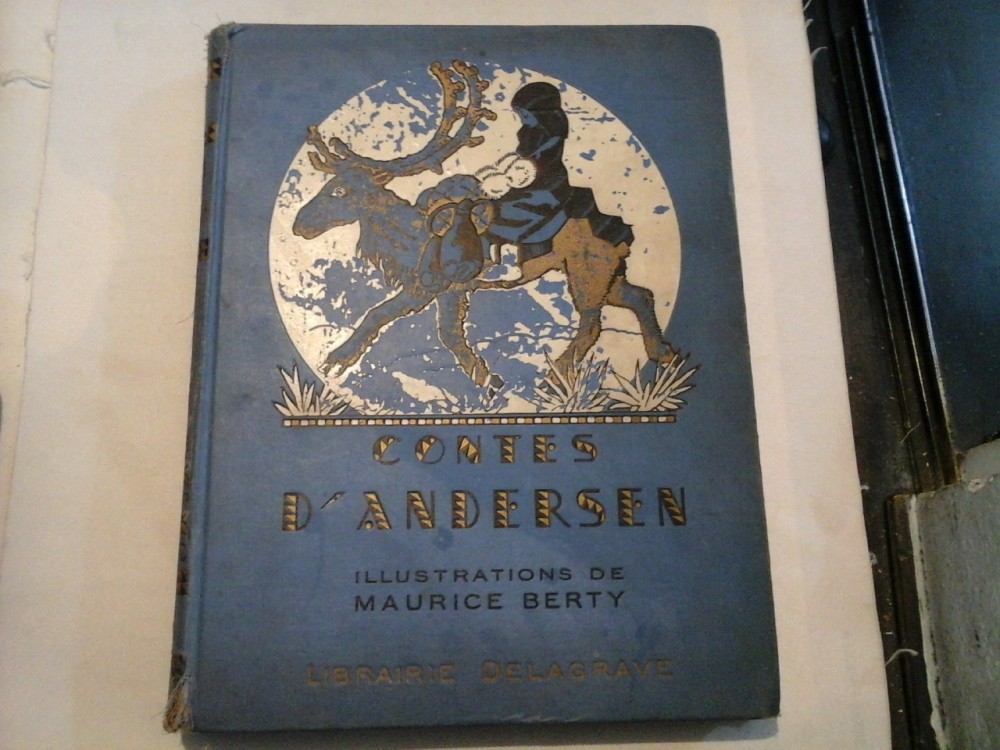 CONTES
D'ANDERSEN
ILLUSTRATIONS DE
MAURICE BERTY
LIBRAIRIE DELAGRAVE